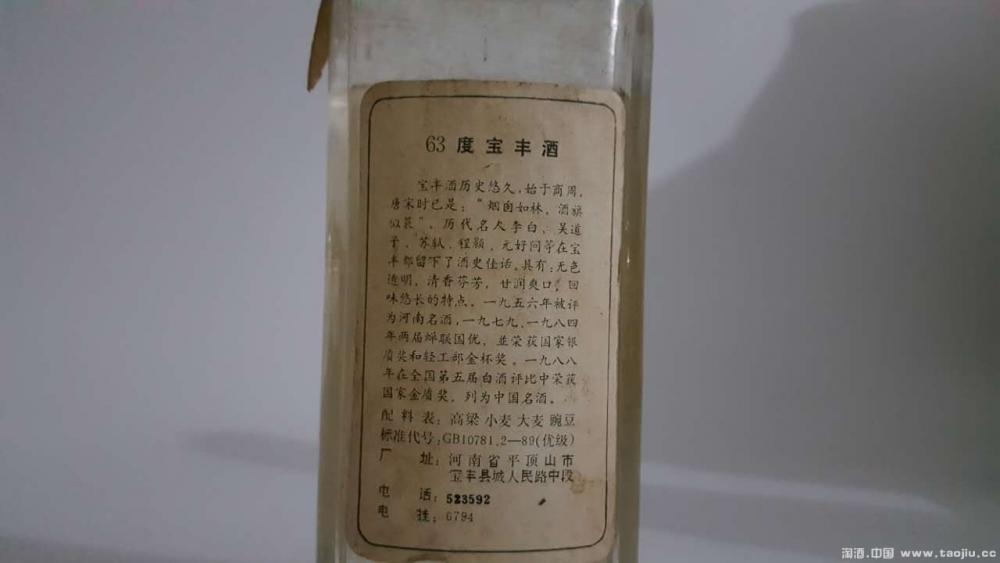 63 度宝丰酒
宝丰酒历史悠久,始于商周,
唐宋时已是:“烟囱如林,酒旗
似蓑”。历代名人李白、吴道
子、苏轼、程颢、元好问等在宝
丰都留下了酒史佳话。具有:无色
透明,清香芬芳,甘润爽口,回
味悠长的特点。一九五六年被评
为河南名酒,一九七九、一九八四
年两届蝉联国优,並荣获国家银
质奖和轻工部金杯奖。一九八八
年在全国第五届白酒评比中荣获
国家金质奖,列为中国名酒。
配料表:高粱 小麦 大麦 豌豆
标准代号:GB10781.2—89(优级)
厂 址:河南省平顶山市
宝丰县城人民路中段
电 话:523592
电 挂:6794
淘酒.中国 www.taojiu.cc